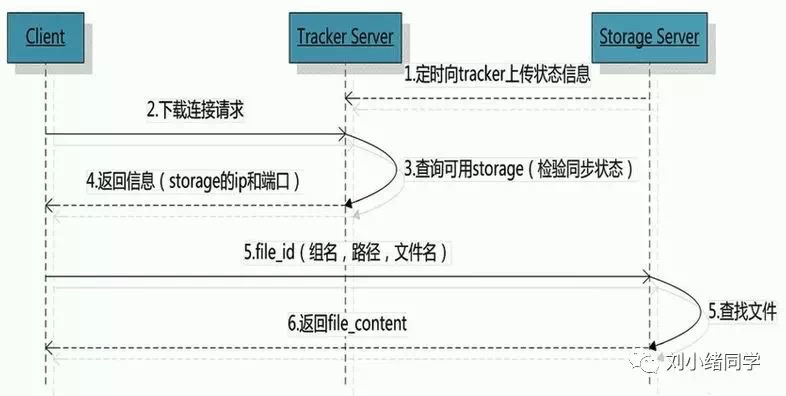 Client
Tracker Server
Storage Server
1.定时向tracker上传状态信息
2.下载连接请求
3.查询可用storage（检验同步状态）
4.返回信息（storage的ip和端口）
5.file_id（组名，路径，文件名）
5.查找文件
6.返回file_content
刘小绪同学